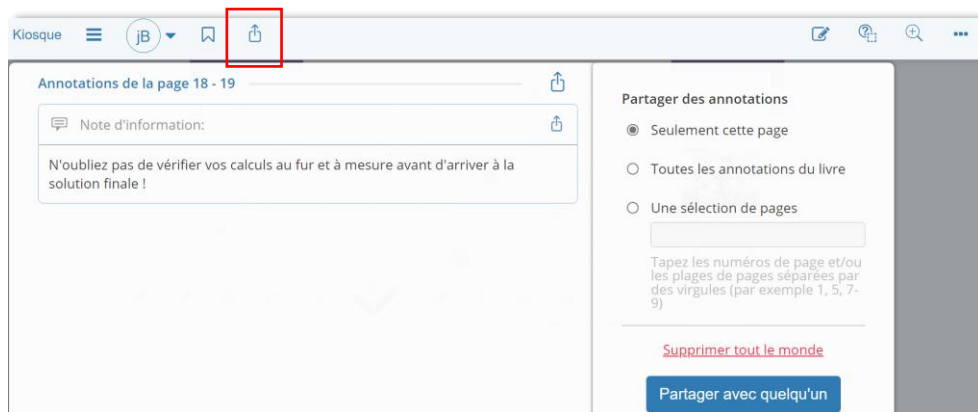 Kiosque
jB
Annotations de la page 18 - 19
Note d'information:
N'oubliez pas de vérifier vos calculs au fur et à mesure avant d'arriver à la
solution finale !
Partager des annotations
Seulement cette page
Toutes les annotations du livre
Une sélection de pages
Tapez les numéros de page et/ou
les plages de pages séparées par
des virgules (par exemple 1, 5, 7-
9)
Supprimer tout le monde
Partager avec quelqu'un